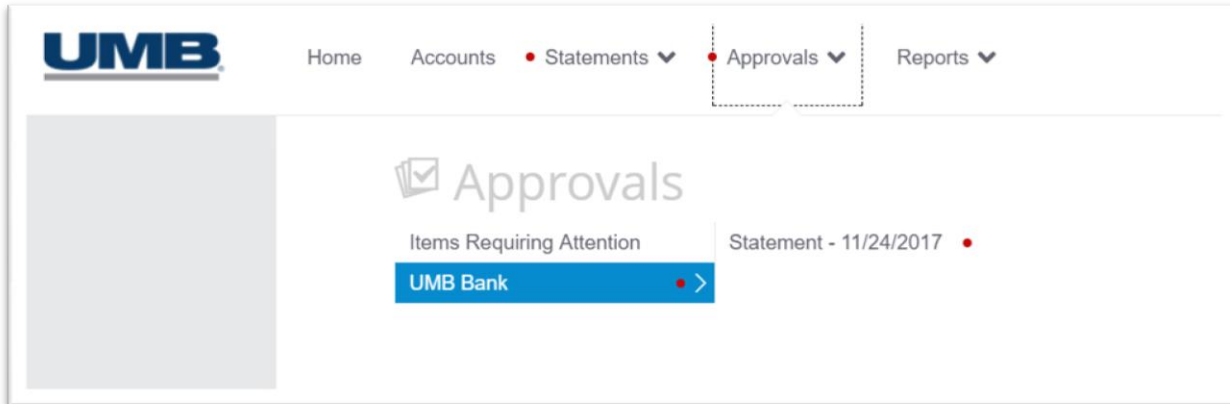 UMB
Home Accounts Statements Approvals Reports
Approvals
Items Requiring Attention Statement - 11/24/2017
UMB Bank